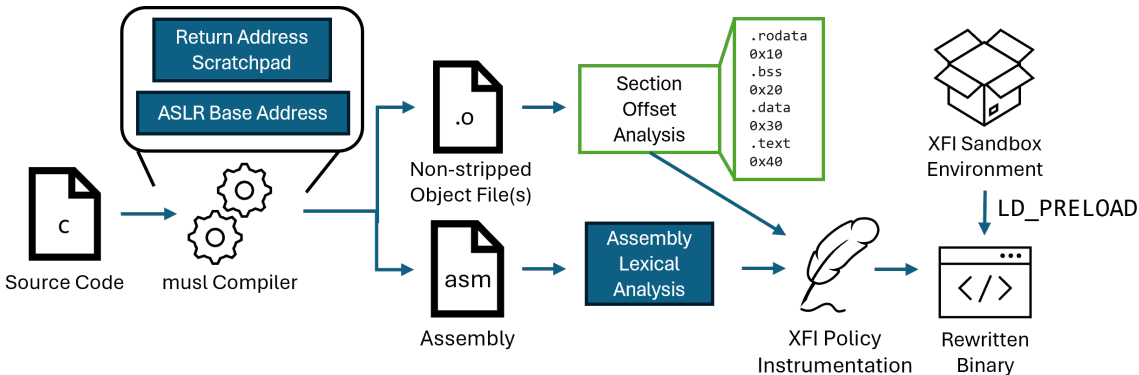 Return Address
Scratchpad
ASLR Base Address
c
Source Code
musl Compiler
.o
Non-stripped
Object File(s)
asm
Assembly
Section
Offset
Analysis
.rodata
0x10
.bss
0x20
.data
0x30
.text
0x40
Assembly
Lexical
Analysis
XFI Policy
Instrumentation
XFI Sandbox
Environment
LD_PRELOAD
</>
Rewritten
Binary